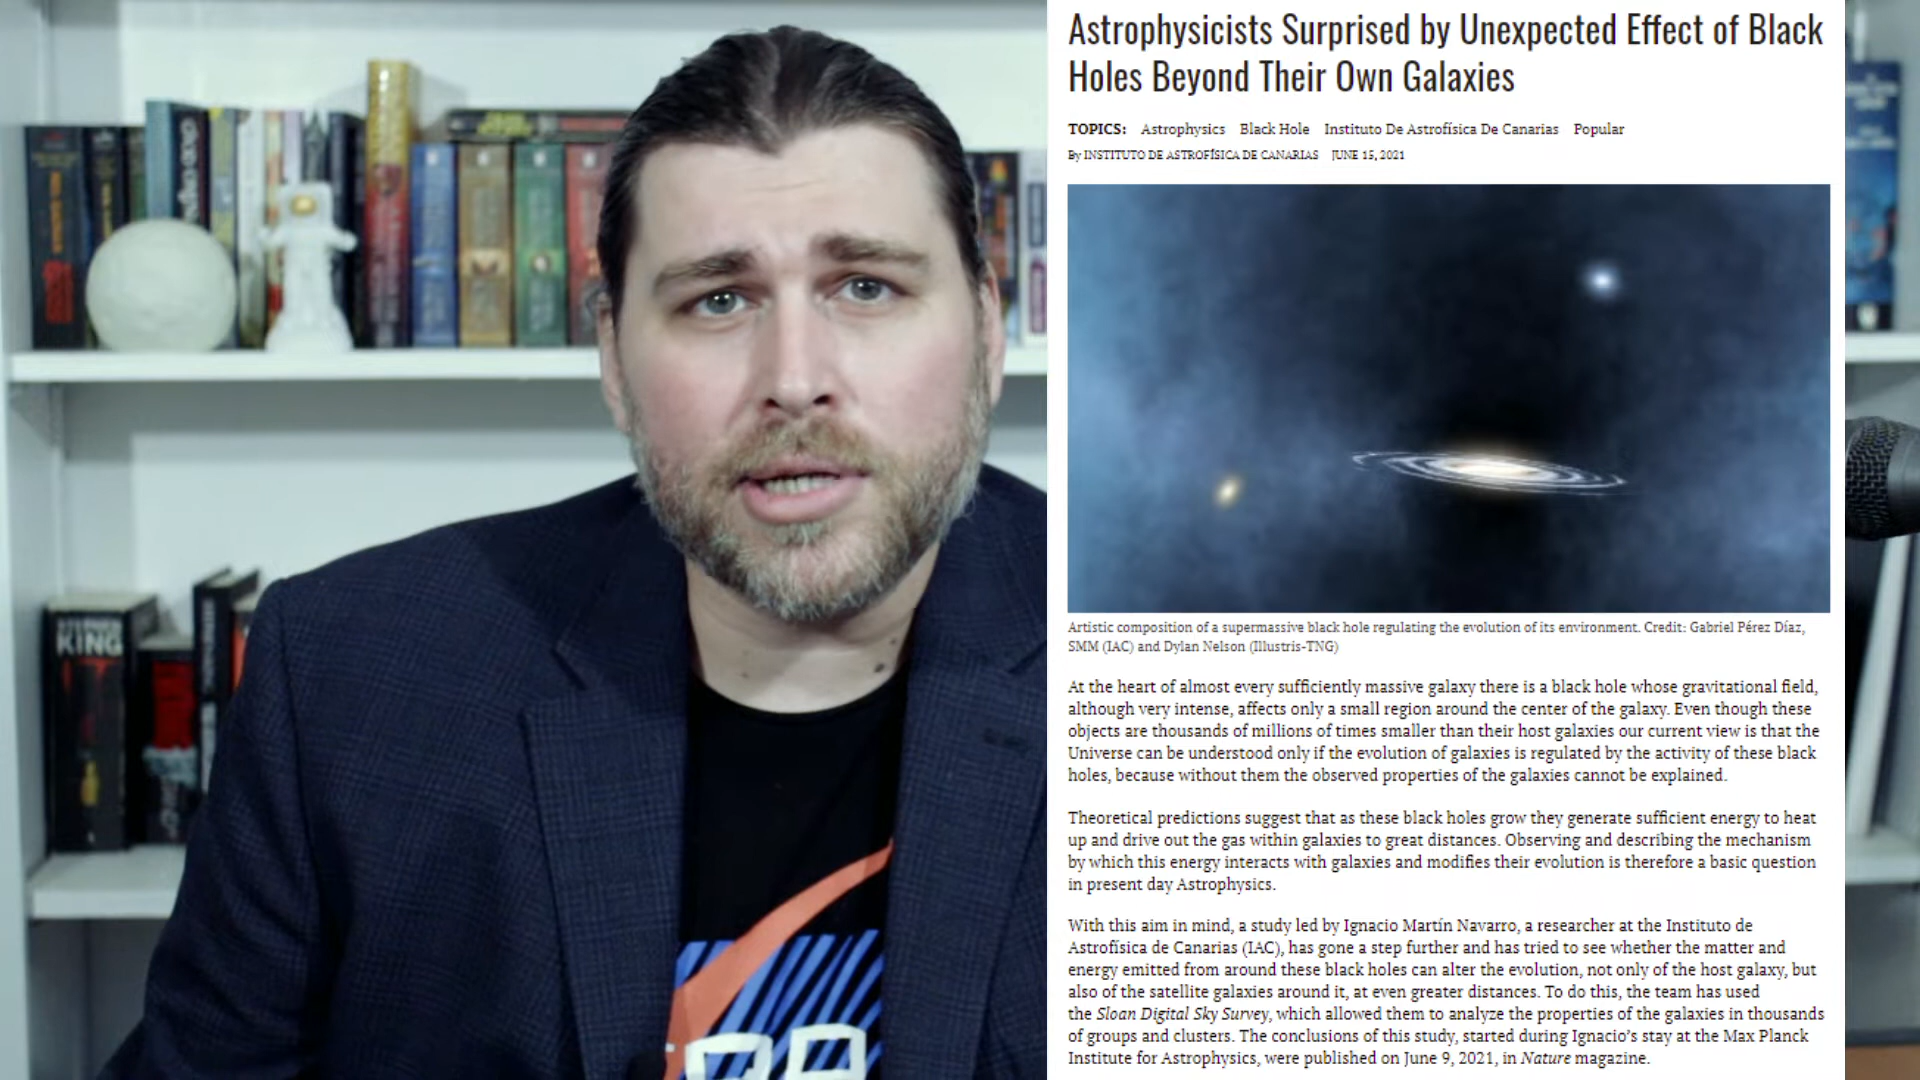 Astrophysicists Surprised by Unexpected Effect of Black
Holes Beyond Their Own Galaxies
TOPICS: Astrophysics Black Hole Instituto De Astrofísica De Canarias Popular
By INSTITUTO DE ASTROFÍSICA DE CANARIAS JUNE 15, 2021
Artistic composition of a supermassive black hole regulating the evolution of its environment. Credit: Gabriel Pérez Díaz,
SMM (IAC) and Dylan Nelson (Illustris-TNG)
At the heart of almost every sufficiently massive galaxy there is a black hole whose gravitational field,
although very intense, affects only a small region around the center of the galaxy. Even though these
objects are thousands of millions of times smaller than their host galaxies our current view is that the
Universe can be understood only if the evolution of galaxies is regulated by the activity of these black
holes, because without them the observed properties of the galaxies cannot be explained.
Theoretical predictions suggest that as these black holes grow they generate sufficient energy to heat
up and drive out the gas within galaxies to great distances. Observing and describing the mechanism
by which this energy interacts with galaxies and modifies their evolution is therefore a basic question
in present day Astrophysics.
With this aim in mind, a study led by Ignacio Martín Navarro, a researcher at the Instituto de
Astrofísica de Canarias (IAC), has gone a step further and has tried to see whether the matter and
energy emitted from around these black holes can alter the evolution, not only of the host galaxy, but
also of the satellite galaxies around it, at even greater distances. To do this, the team has used
the Sloan Digital Sky Survey, which allowed them to analyze the properties of the galaxies in thousands
of groups and clusters. The conclusions of this study, started during Ignacio's stay at the Max Planck
Institute for Astrophysics, were published on June 9, 2021, in Nature magazine.
STEPHEN
KING
IT